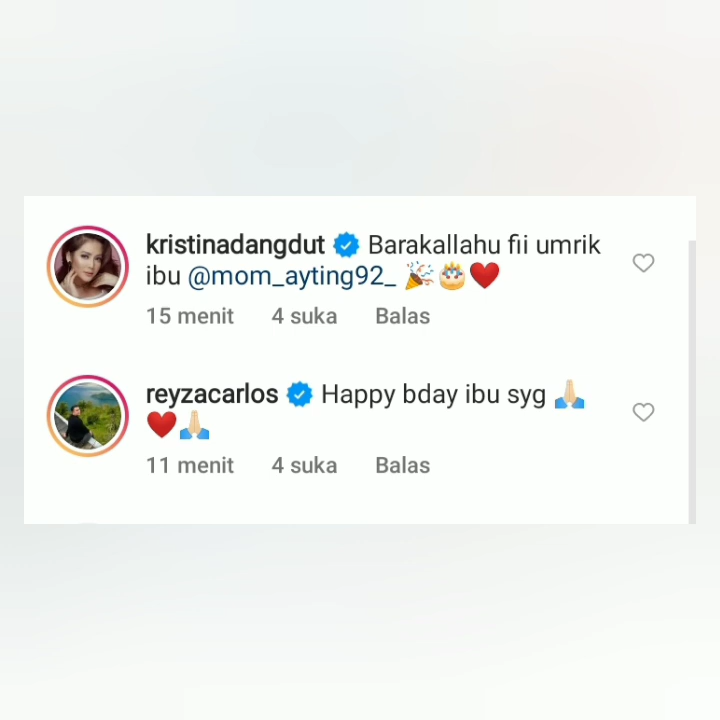 kristinadangdut Barakallahu fii umrik
ibu @mom_ayting92_ 🎉🎂❤️
15 menit 4 suka Balas
reyzacarlos Happy bday ibu syg 🙏🏻
❤️🙏🏻
11 menit 4 suka Balas